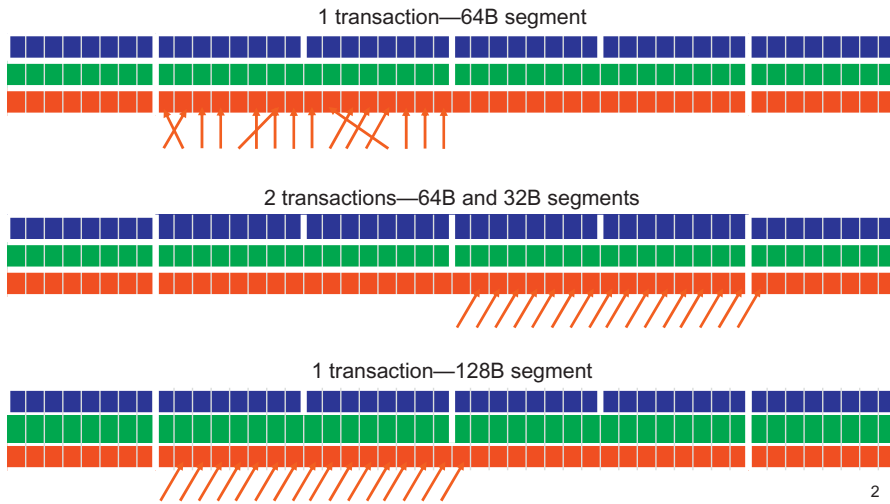 1 transaction—64B segment
2 transactions—64B and 32B segments
1 transaction—128B segment
2